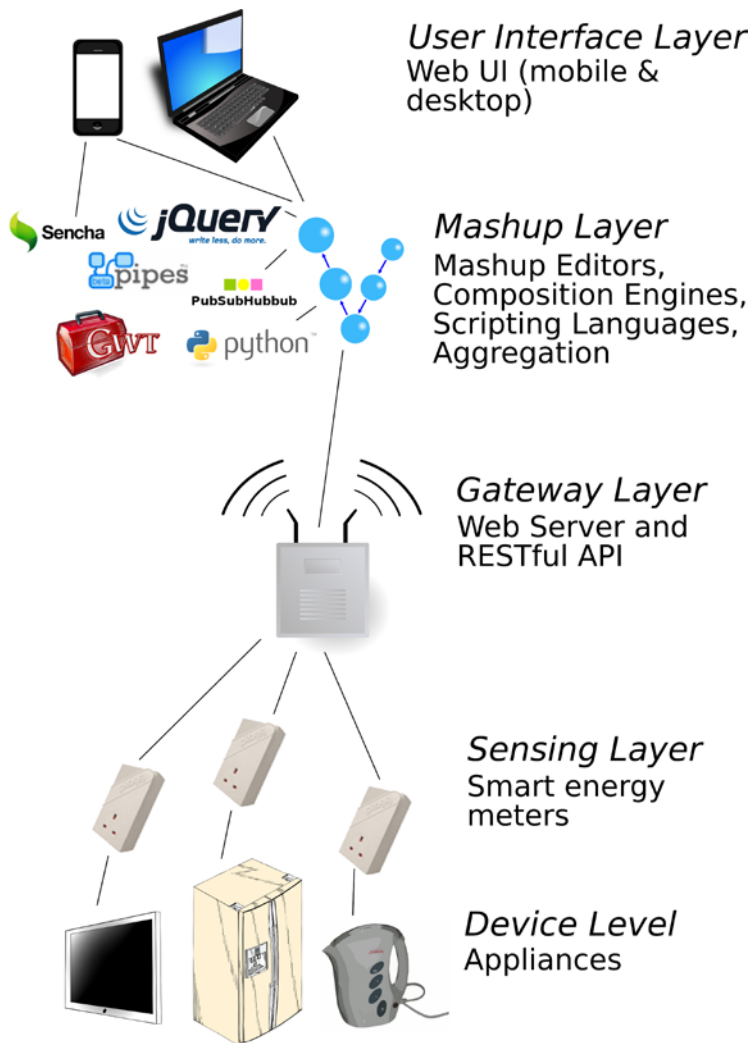 User Interface Layer
Web UI (mobile &
desktop)
Sencha
jQuery
write less, do more.
Mashup Layer
Mashup Editors,
Composition Engines,
Scripting Languages,
Aggregation
beta
pipes
PubSubHubbub
GWT
python™
Gateway Layer
Web Server and
RESTful API
Sensing Layer
Smart energy
meters
Device Level
Appliances